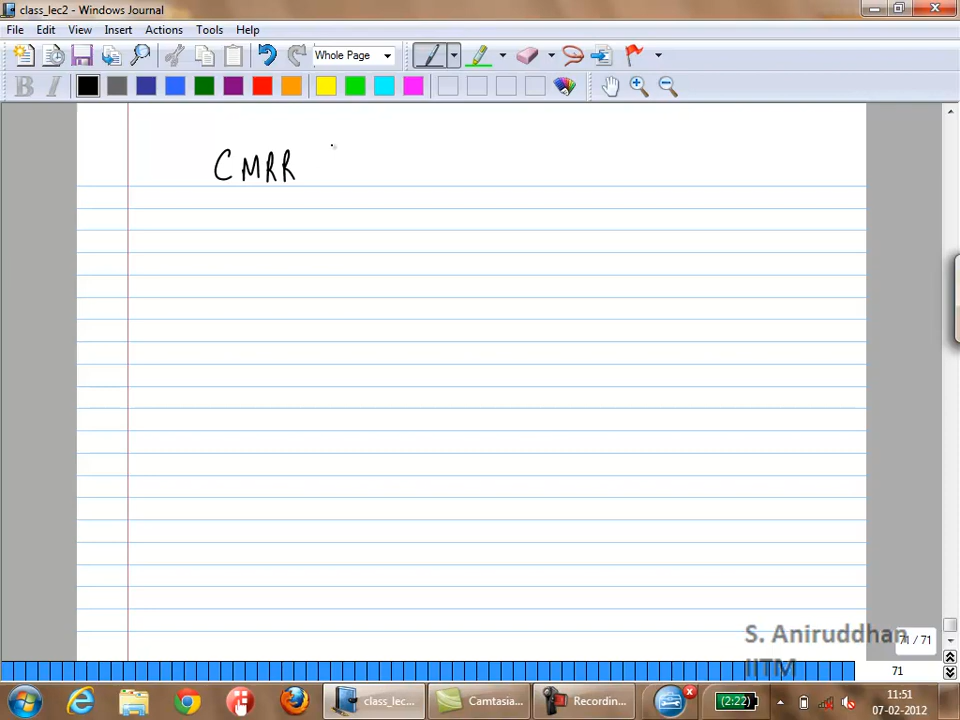 class_lec2 - Windows Journal
File Edit View Insert Actions Tools Help
Whole Page
B I
CMRR
S. Aniruddhan
IITM
71 / 71
71
class_lec... Camtasia... Recordin... (2:22) 11:51
07-02-2012